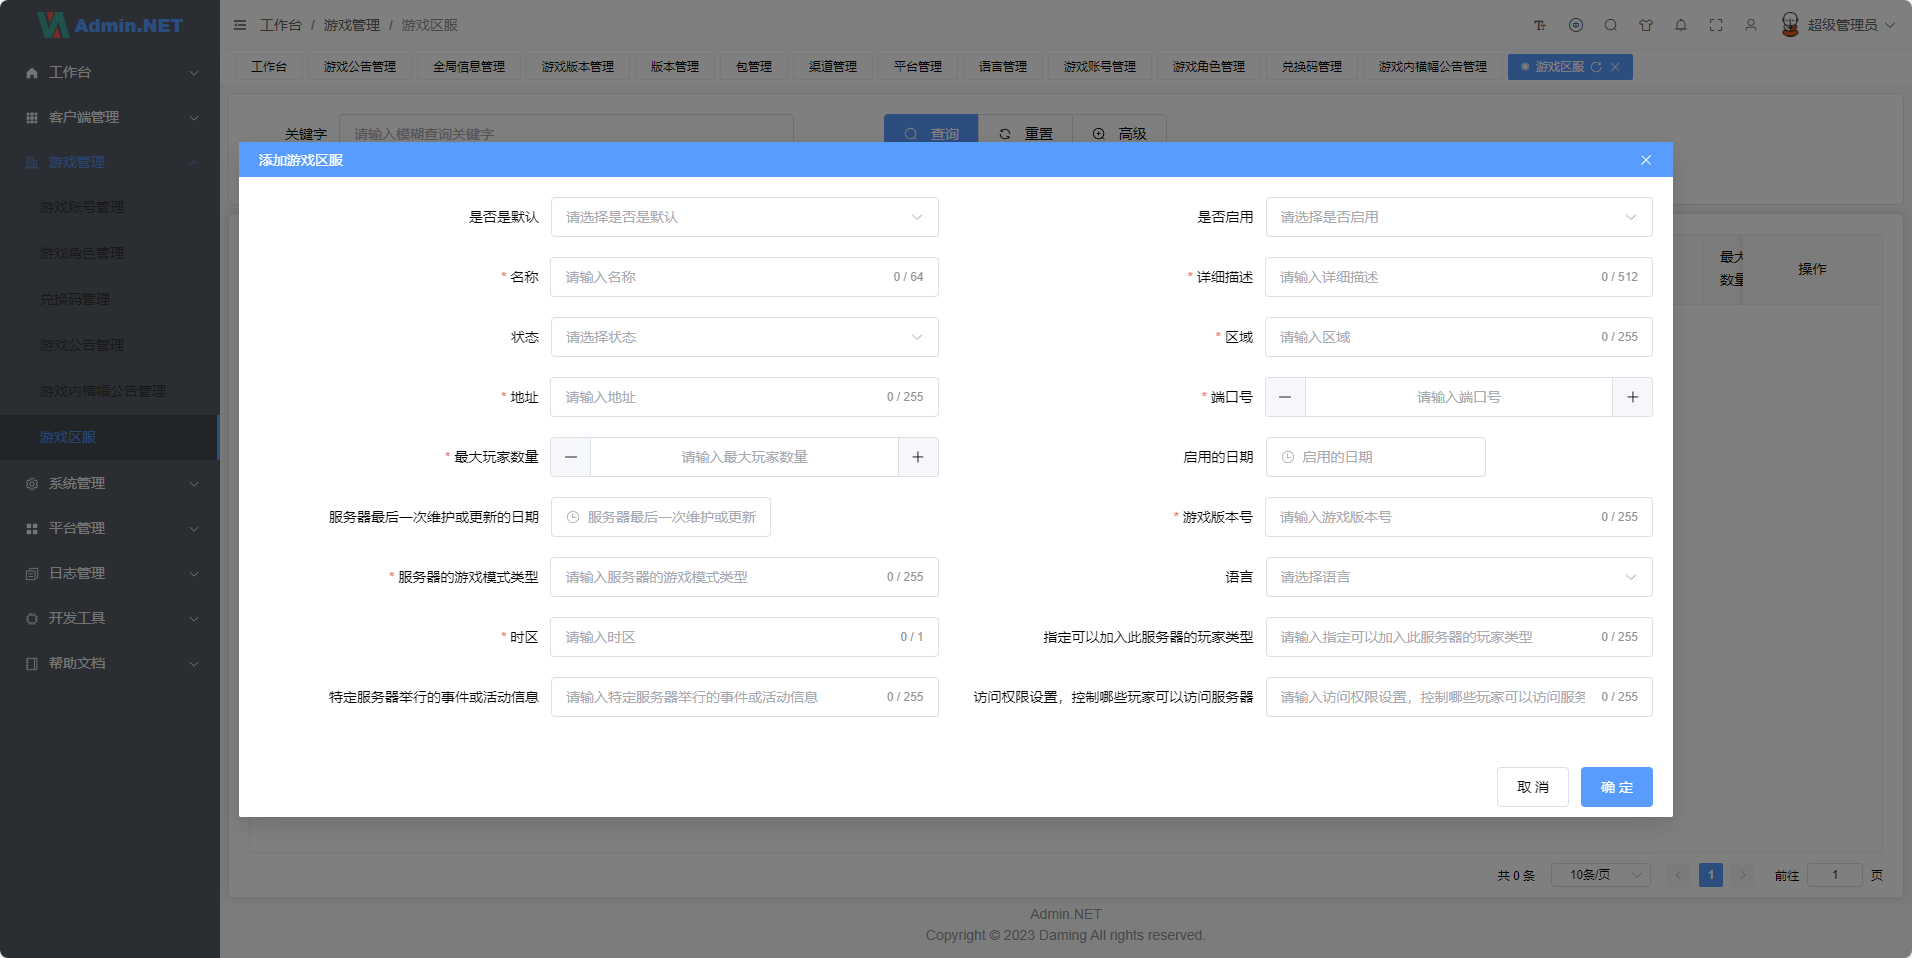 Admin.NET
工作台 / 游戏管理 / 游戏区服
超级管理员
工作台
游戏公告管理
全局信息管理
游戏版本管理
版本管理
包管理
渠道管理
平台管理
语言管理
游戏账号管理
游戏角色管理
兑换码管理
游戏内横幅公告管理
游戏区服
工作台
客户端管理
游戏管理
游戏账号管理
游戏角色管理
兑换码管理
游戏公告管理
游戏内横幅公告管理
游戏区服
系统管理
平台管理
日志管理
开发工具
帮助文档
关键字
请输入模糊查询关键字
查询
重置
高级
最大
数量
操作
添加游戏区服
是否是默认
请选择是否是默认
是否启用
请选择是否启用
* 名称
请输入名称
0 / 64
* 详细描述
请输入详细描述
0 / 512
状态
请选择状态
* 区域
请输入区域
0 / 255
* 地址
请输入地址
0 / 255
* 端口号
请输入端口号
* 最大玩家数量
请输入最大玩家数量
启用的日期
启用的日期
服务器最后一次维护或更新的日期
服务器最后一次维护或更新
* 游戏版本号
请输入游戏版本号
0 / 255
* 服务器的游戏模式类型
请输入服务器的游戏模式类型
0 / 255
语言
请选择语言
* 时区
请输入时区
0 / 1
指定可以加入此服务器的玩家类型
请输入指定可以加入此服务器的玩家类型
0 / 255
特定服务器举行的事件或活动信息
请输入特定服务器举行的事件或活动信息
0 / 255
访问权限设置，控制哪些玩家可以访问服务器
请输入访问权限设置，控制哪些玩家可以访问服务
0 / 255
取 消
确 定
共 0 条
10条/页
1
前往
1
页
Admin.NET
Copyright © 2023 Daming All rights reserved.